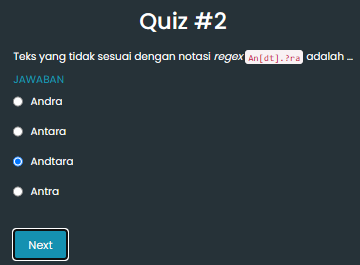 Quiz #2
Teks yang tidak sesuai dengan notasi regex An[dt].?ra adalah ...
JAWABAN
Andra
Antara
Andtara
Antra
Next